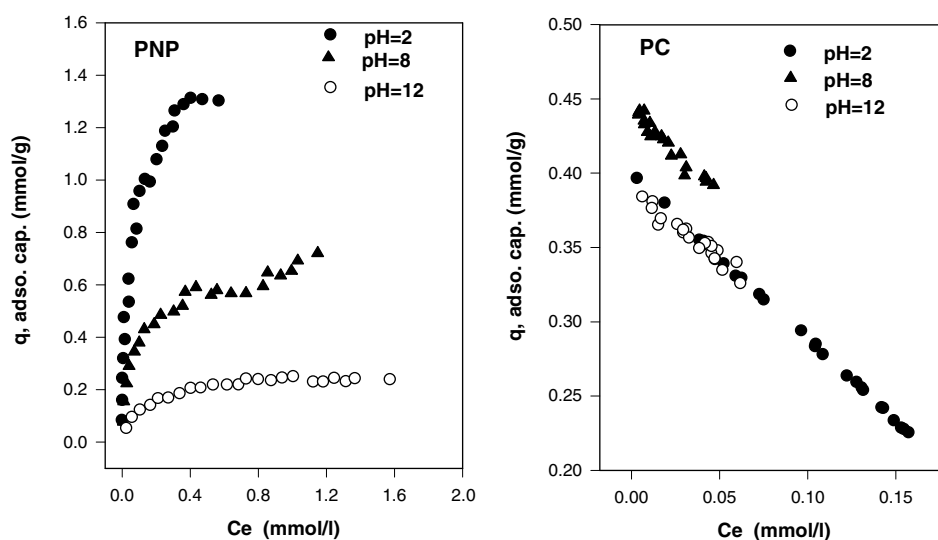 PNP
pH=2
pH=8
pH=12
q, adso. cap. (mmol/g)
1.6
1.4
1.2
1.0
0.8
0.6
0.4
0.2
0.0
0.0 0.4 0.8 1.2 1.6 2.0
Ce (mmol/l)
PC
pH=2
pH=8
pH=12
q, adso. cap. (mmol/g)
0.50
0.45
0.40
0.35
0.30
0.25
0.20
0.00 0.05 0.10 0.15
Ce (mmol/l)